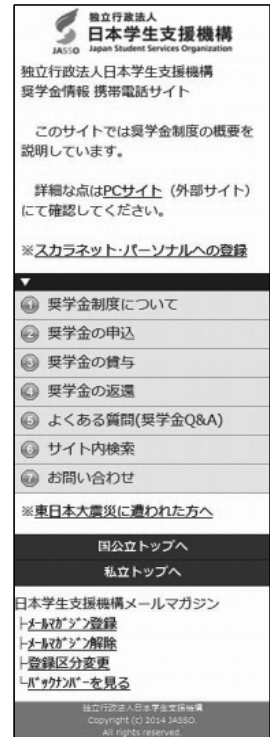 独立行政法人
日本学生支援機構
JASSO Japan Student Services Organization
独立行政法人日本学生支援機構
奨学金情報 携帯電話サイト
このサイトでは奨学金制度の概要を
説明しています。
詳細な点はPCサイト（外部サイト）
にて確認してください。
※スカラネット･パーソナルへの登録
▼
1 奨学金制度について
2 奨学金の申込
3 奨学金の貸与
4 奨学金の返還
5 よくある質問(奨学金Q&A)
6 サイト内検索
7 お問い合わせ
※東日本大震災に遭われた方へ
国公立トップへ
私立トップへ
日本学生支援機構メールマガジン
├ﾒｰﾙﾏｶﾞｼﾞﾝ登録
├ﾒｰﾙﾏｶﾞｼﾞﾝ解除
├登録区分変更
└ﾊﾞｯｸﾅﾝﾊﾞｰを見る
独立行政法人日本学生支援機構
Copyright (c) 2014 JASSO.
All rights reserved.